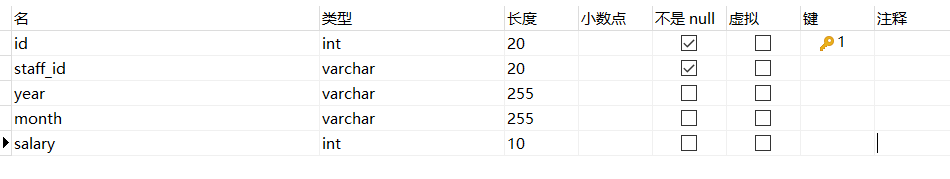 名 类型 长度 小数点 不是 null 虚拟 键 注释
id int 20 1
staff_id varchar 20
year varchar 255
month varchar 255
salary int 10